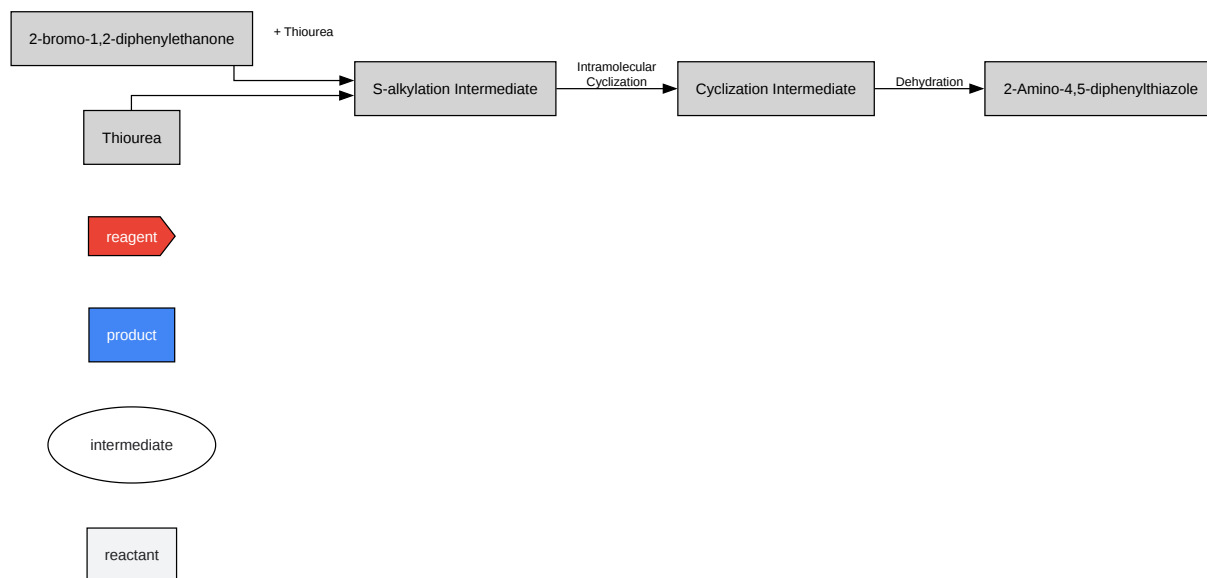 2-bromo-1,2-diphenylethanone
+ Thiourea
Thiourea
S-alkylation Intermediate
Intramolecular
Cyclization
Cyclization Intermediate
Dehydration
2-Amino-4,5-diphenylthiazole
reagent
product
intermediate
reactant